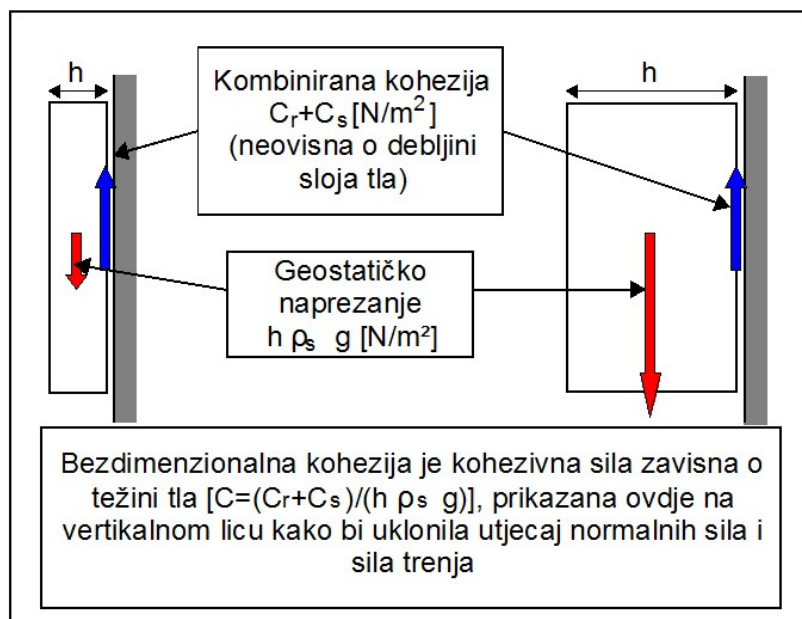 h
Kombinirana kohezija
Cr+Cs [N/m²]
(neovisna o debljini
sloja tla)
h
Geostatičko
naprezanje
h ρs g [N/m²]
Bezdimenzionalna kohezija je kohezivna sila zavisna o
težini tla [C=(Cr+Cs)/(h ρs g)], prikazana ovdje na
vertikalnom licu kako bi uklonila utjecaj normalnih sila i
sila trenja